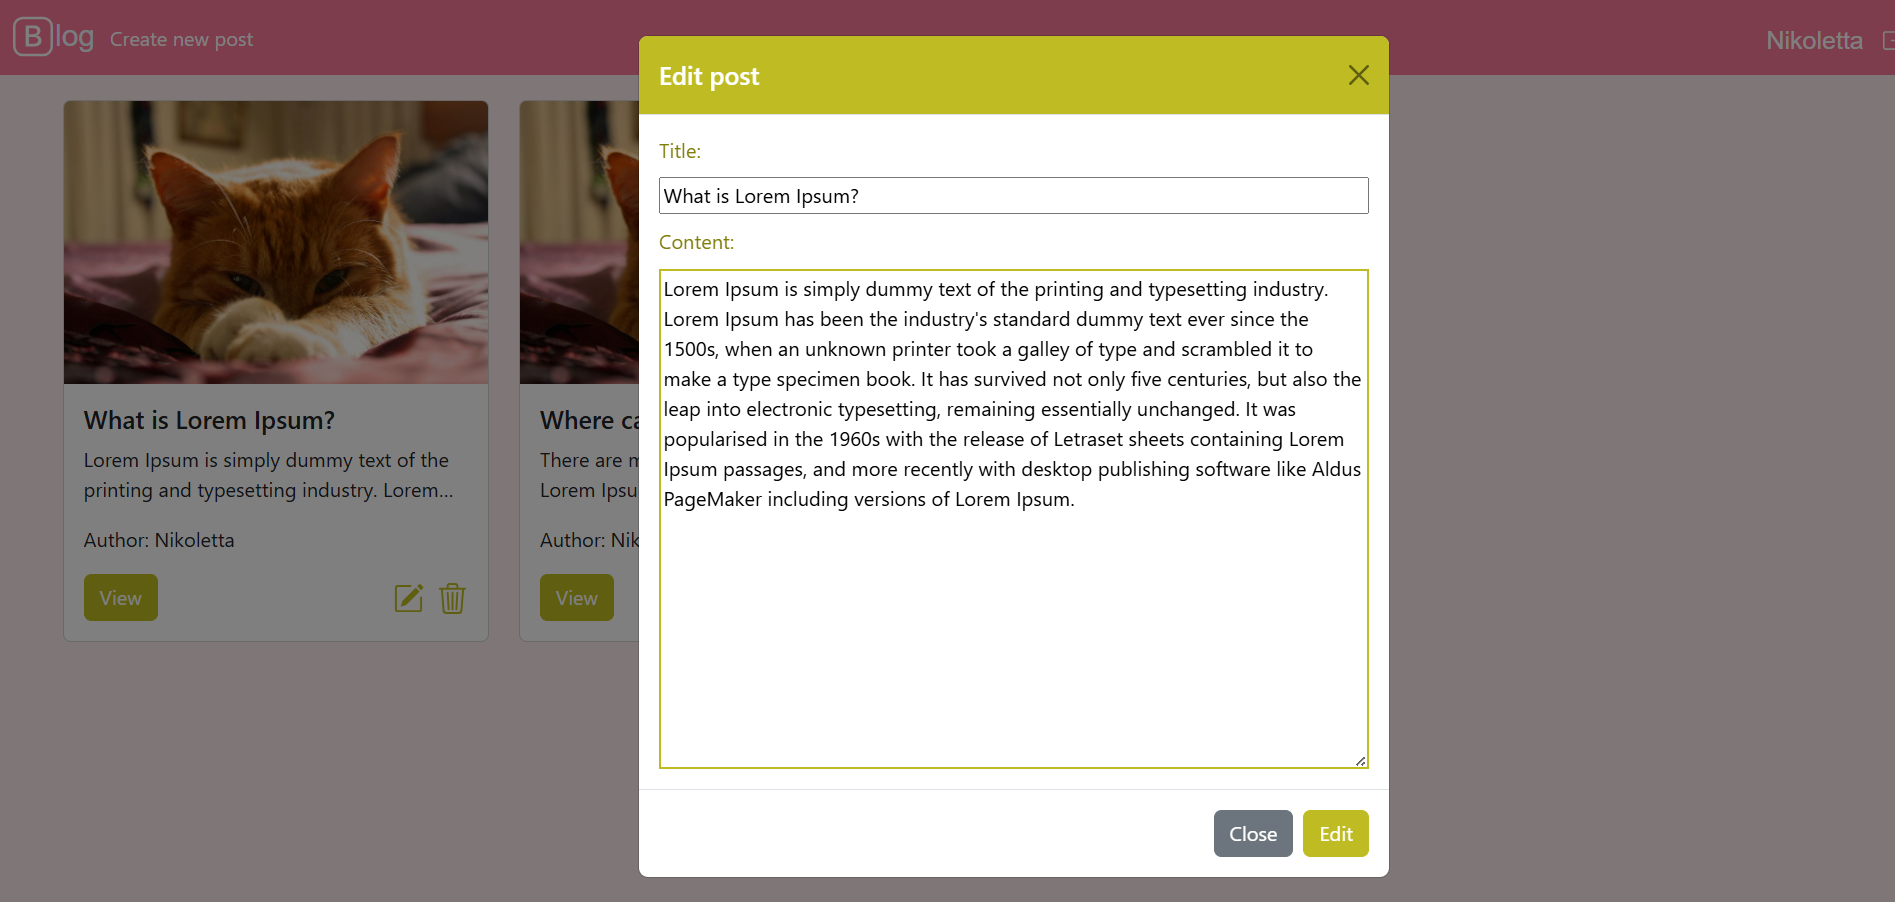 Blog Create new post Nikoletta
Edit post
Title:
What is Lorem Ipsum?
Content:
Lorem Ipsum is simply dummy text of the printing and typesetting industry.
Lorem Ipsum has been the industry's standard dummy text ever since the
1500s, when an unknown printer took a galley of type and scrambled it to
make a type specimen book. It has survived not only five centuries, but also the
leap into electronic typesetting, remaining essentially unchanged. It was
popularised in the 1960s with the release of Letraset sheets containing Lorem
Ipsum passages, and more recently with desktop publishing software like Aldus
PageMaker including versions of Lorem Ipsum.
Close Edit
What is Lorem Ipsum?
Lorem Ipsum is simply dummy text of the
printing and typesetting industry. Lorem...
Author: Nikoletta
View
Where
There are
Lorem
Author:
View